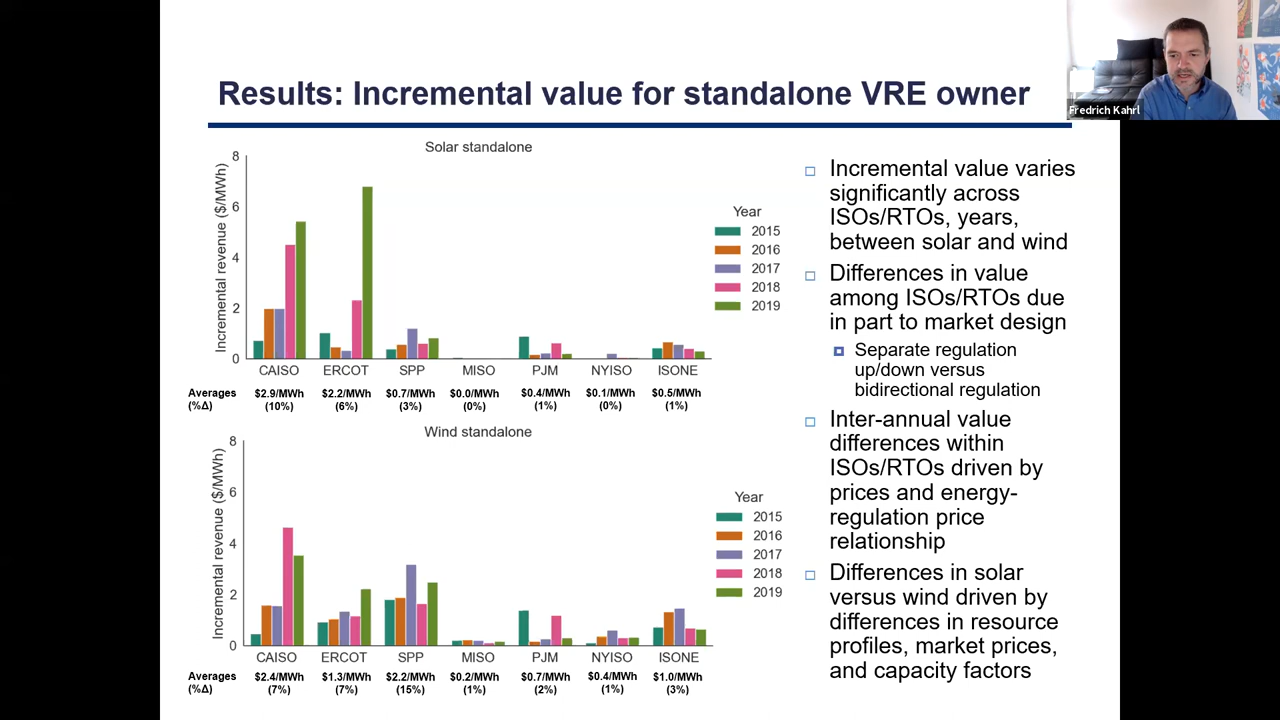 Results: Incremental value for standalone VRE owner
Fredrich Kahrl
Solar standalone
Incremental revenue ($/MWh)
8
6
4
2
0
CAISO ERCOT SPP MISO PJM NYISO ISONE
Year
2015
2016
2017
2018
2019
Averages $2.9/MWh $2.2/MWh $0.7/MWh $0.0/MWh $0.4/MWh $0.1/MWh $0.5/MWh
(%Δ) (10%) (6%) (3%) (0%) (1%) (0%) (1%)
Wind standalone
Incremental revenue ($/MWh)
8
6
4
2
0
CAISO ERCOT SPP MISO PJM NYISO ISONE
Year
2015
2016
2017
2018
2019
Averages $2.4/MWh $1.3/MWh $2.2/MWh $0.2/MWh $0.7/MWh $0.4/MWh $1.0/MWh
(%Δ) (7%) (7%) (15%) (1%) (2%) (1%) (3%)
Incremental value varies
significantly across
ISOs/RTOs, years,
between solar and wind
Differences in value
among ISOs/RTOs due
in part to market design
Separate regulation
up/down versus
bidirectional regulation
Inter-annual value
differences within
ISOs/RTOs driven by
prices and energy-
regulation price
relationship
Differences in solar
versus wind driven by
differences in resource
profiles, market prices,
and capacity factors